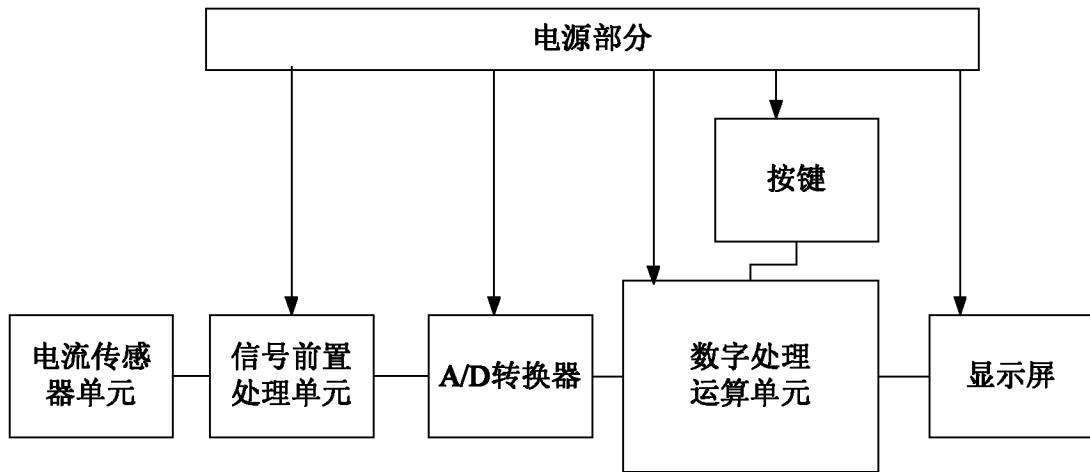 电源部分
按键
电流传感
器单元
信号前置
处理单元
A/D转换器
数字处理
运算单元
显示屏